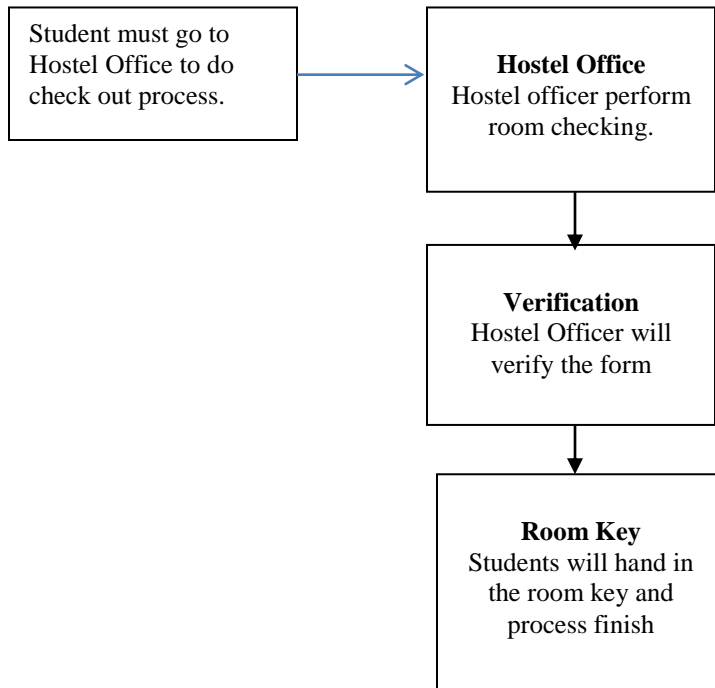 Student must go to
Hostel Office to do
check out process.
Hostel Office
Hostel officer perform
room checking.
Verification
Hostel Officer will
verify the form
Room Key
Students will hand in
the room key and
process finish